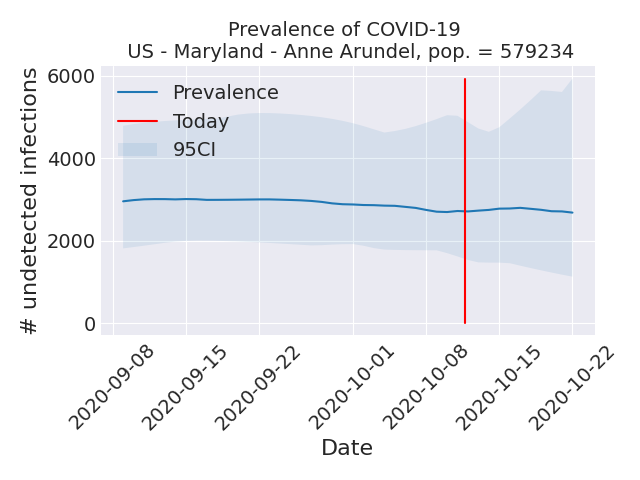 Prevalence of COVID-19
US - Maryland - Anne Arundel, pop. = 579234
# undetected infections
6000
4000
2000
0
Prevalence
Today
95CI
2020-09-08
2020-09-15
2020-09-22
2020-10-01
2020-10-08
2020-10-15
2020-10-22
Date